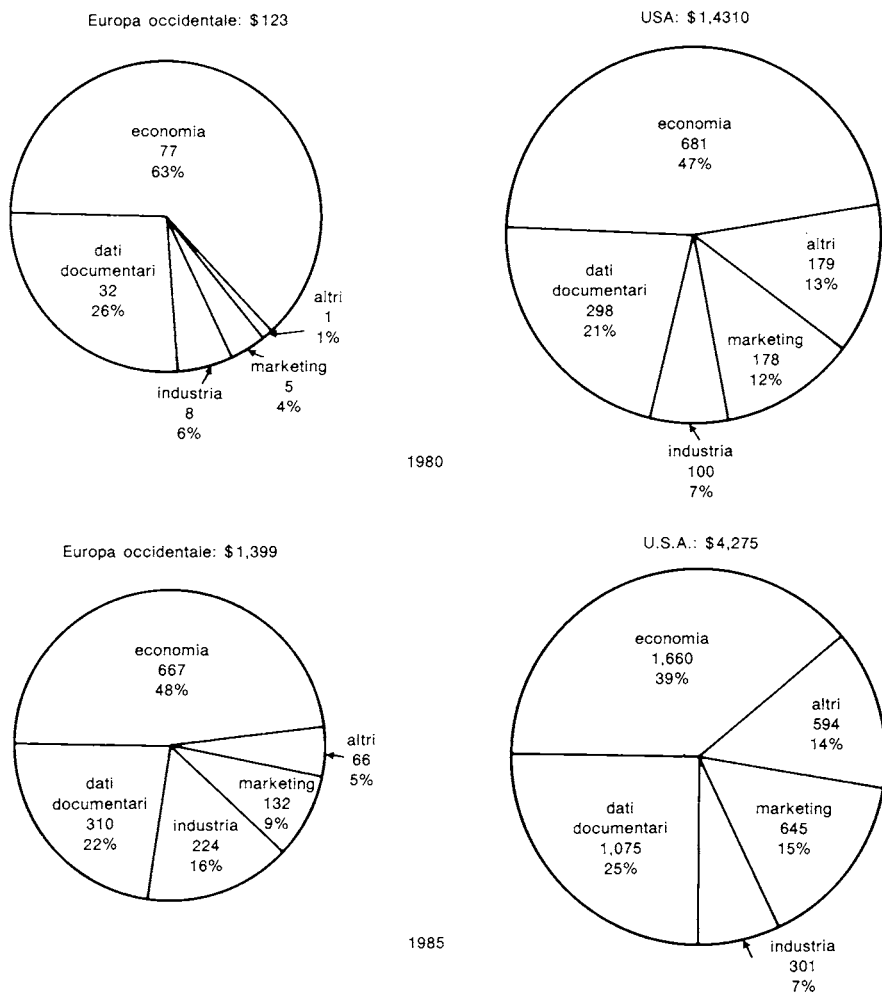 Europa occidentale: $123
economia
77
63%
dati
documentari
32
26%
industria
8
6%
marketing
5
4%
altri
1
1%
USA: $1,4310
economia
681
47%
altri
179
13%
marketing
178
12%
dati
documentari
298
21%
industria
100
7%
1980
Europa occidentale: $1,399
economia
667
48%
altri
66
5%
marketing
132
9%
industria
224
16%
dati
documentari
310
22%
U.S.A.: $4,275
economia
1,660
39%
altri
594
14%
marketing
645
15%
dati
documentari
1,075
25%
industria
301
7%
1985